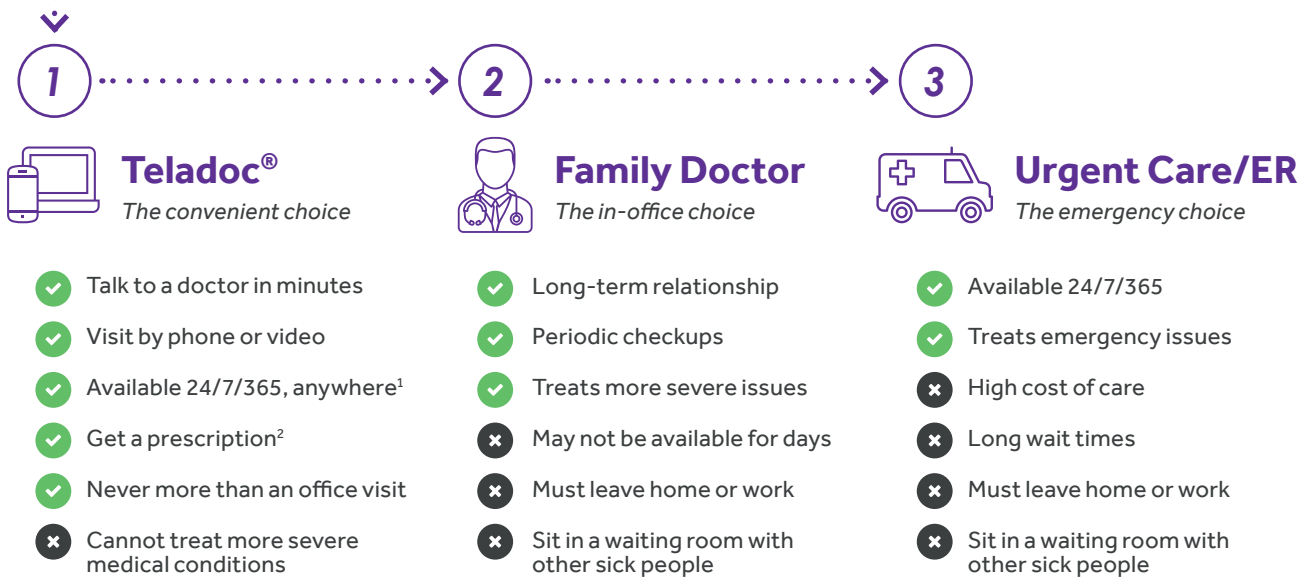 1
2
3
Teladoc®
The convenient choice
Talk to a doctor in minutes
Visit by phone or video
Available 24/7/365, anywhere¹
Get a prescription²
Never more than an office visit
Cannot treat more severe
medical conditions
Family Doctor
The in-office choice
Long-term relationship
Periodic checkups
Treats more severe issues
May not be available for days
Must leave home or work
Sit in a waiting room with
other sick people
Urgent Care/ER
The emergency choice
Available 24/7/365
Treats emergency issues
High cost of care
Long wait times
Must leave home or work
Sit in a waiting room with
other sick people